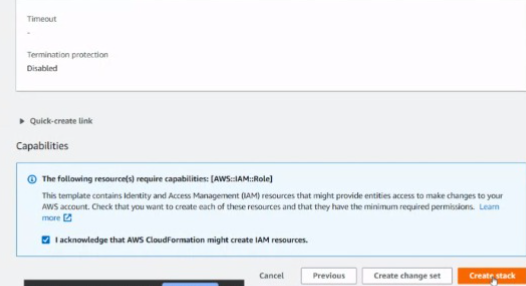 Timeout
-
Termination protection
Disabled
Quick-create link
Capabilities
The following resource(s) require capabilities: [AWS::IAM::Role]
This template contains Identity and Access Management (IAM) resources that might provide entities access to make changes to your
AWS account. Check that you want to create each of these resources and that they have the minimum required permissions. Learn
more
I acknowledge that AWS CloudFormation might create IAM resources.
Cancel Previous Create change set Create stack